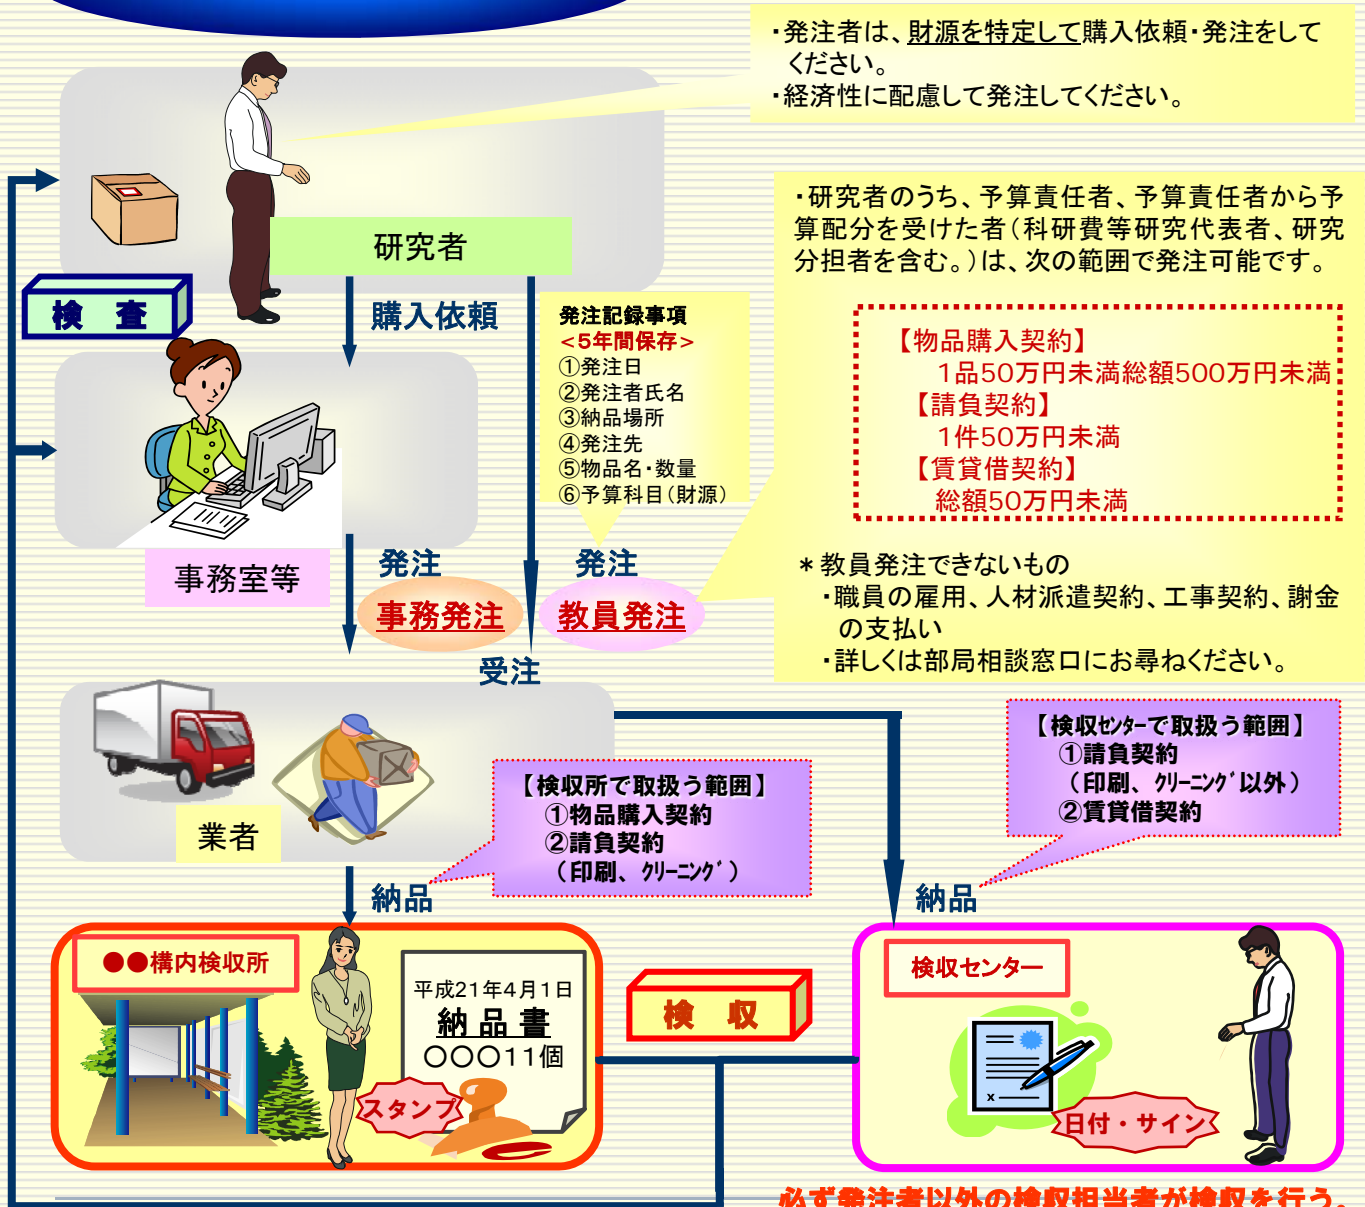 ・発注者は、財源を特定して購入依頼・発注をして
ください。
・経済性に配慮して発注してください。
・研究者のうち、予算責任者、予算責任者から予
算配分を受けた者（科研費等研究代表者、研究
分担者を含む。）は、次の範囲で発注可能です。
【物品購入契約】
1品50万円未満総額500万円未満
【請負契約】
1件50万円未満
【賃貸借契約】
総額50万円未満
＊教員発注できないもの
・職員の雇用、人材派遣契約、工事契約、謝金
の支払い
・詳しくは部局相談窓口にお尋ねください。
研究者
検 査
購入依頼
発注記録事項
<5年間保存>
①発注日
②発注者氏名
③納品場所
④発注先
⑤物品名・数量
⑥予算科目（財源）
事務室等
発注
事務発注
発注
教員発注
受注
業者
【検収所で取扱う範囲】
①物品購入契約
②請負契約
（印刷、ｸﾘｰﾆﾝｸﾞ）
【検収ｾﾝﾀｰで取扱う範囲】
①請負契約
（印刷、ｸﾘｰﾆﾝｸﾞ以外）
②賃貸借契約
納品
納品
●●構内検収所
平成21年4月1日
納 品 書
○○○11個
スタンプ
検 収
検収センター
x
日付・サイン
必ず発注者以外の検収担当者が検収を行う。